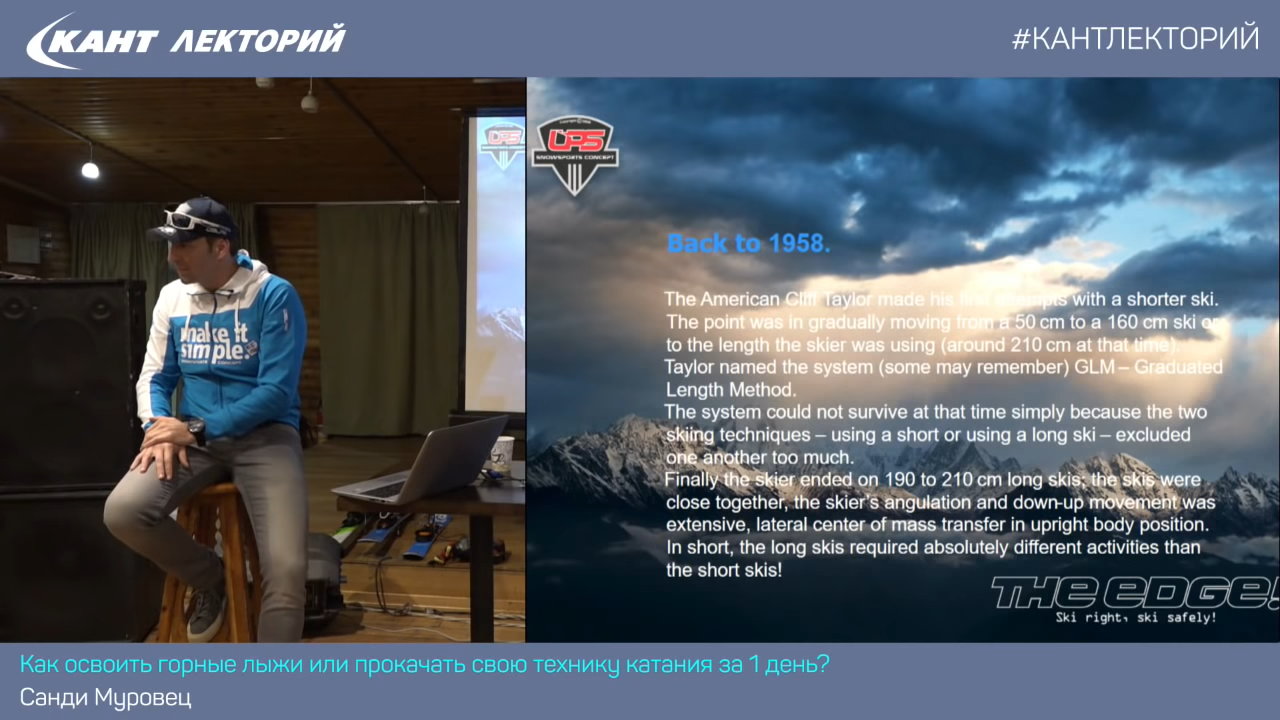 КАНТ ЛЕКТОРИЙ
#КАНТЛЕКТОРИЙ
UPS
SNOWSPORTS CONCEPT
UPS
make it
simple.
Back to 1958.
The American Cliff Taylor made his first attempts with a shorter ski.
The point was in gradually moving from a 50 cm to a 160 cm ski or
to the length the skier was using (around 210 cm at that time).
Taylor named the system (some may remember) GLM – Graduated
Length Method.
The system could not survive at that time simply because the two
skiing techniques – using a short or using a long ski – excluded
one another too much.
Finally the skier ended on 190 to 210 cm long skis; the skis were
close together, the skier's angulation and down-up movement was
extensive, lateral center of mass transfer in upright body position.
In short, the long skis required absolutely different activities than
the short skis!
THE EDGE!
Ski right, ski safely!
Как освоить горные лыжи или прокачать свою технику катания за 1 день?
Санди Муровец